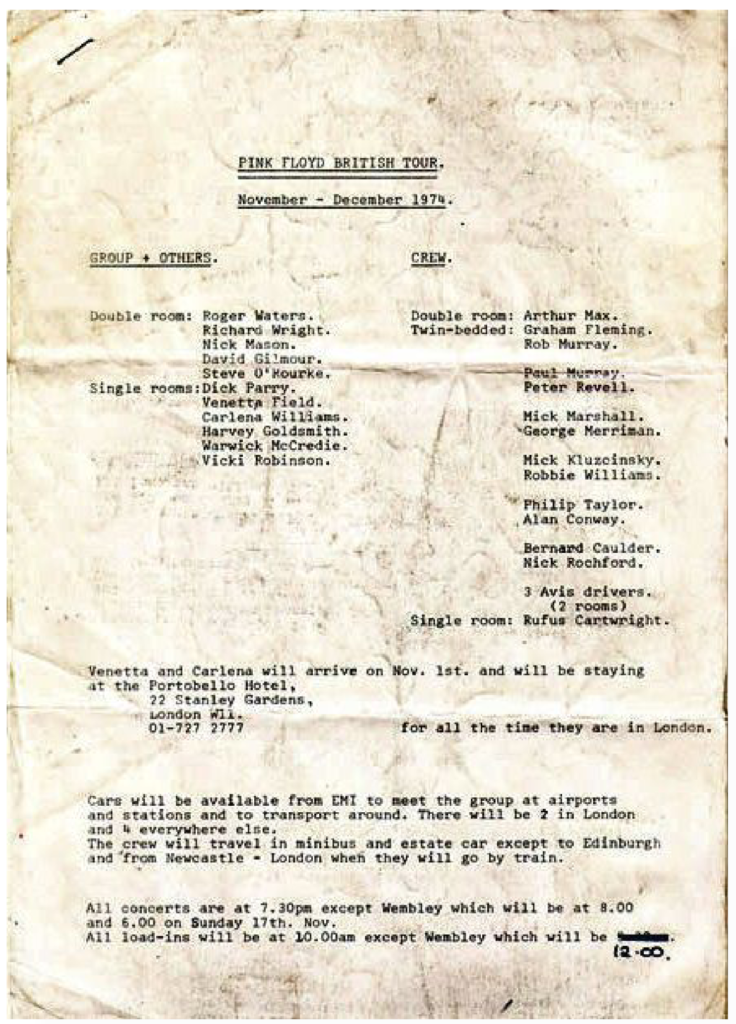 PINK FLOYD BRITISH TOUR.
November - December 1974.
GROUP + OTHERS.
Double room: Roger Waters.
Richard Wright.
Nick Mason.
David Gilmour.
Steve O'Rourke.
Single rooms:Dick Parry.
Venetta Field.
Carlena Williams.
Harvey Goldsmith.
Warwick McCredie.
Vicki Robinson.
CREW.
Double room: Arthur Max.
Twin-bedded: Graham Fleming.
Rob Murray.
Paul Murray.
Peter Revell.
Mick Marshall.
George Merriman.
Mick Kluzcinsky.
Robbie Williams.
Philip Taylor.
Alan Conway.
Bernard Caulder.
Nick Rochford.
3 Avis drivers.
(2 rooms)
Single room: Rufus Cartwright.
Venetta and Carlena will arrive on Nov. 1st. and will be staying
at the Portobello Hotel,
22 Stanley Gardens,
London W11.
01-727 2777 for all the time they are in London.
Cars will be available from EMI to meet the group at airports
and stations and to transport around. There will be 2 in London
and 4 everywhere else.
The crew will travel in minibus and estate car except to Edinburgh
and from Newcastle - London when they will go by train.
All concerts are at 7.30pm except Wembley which will be at 8.00
and 6.00 on Sunday 17th. Nov.
All load-ins will be at 10.00am except Wembley which will be .
12.00.